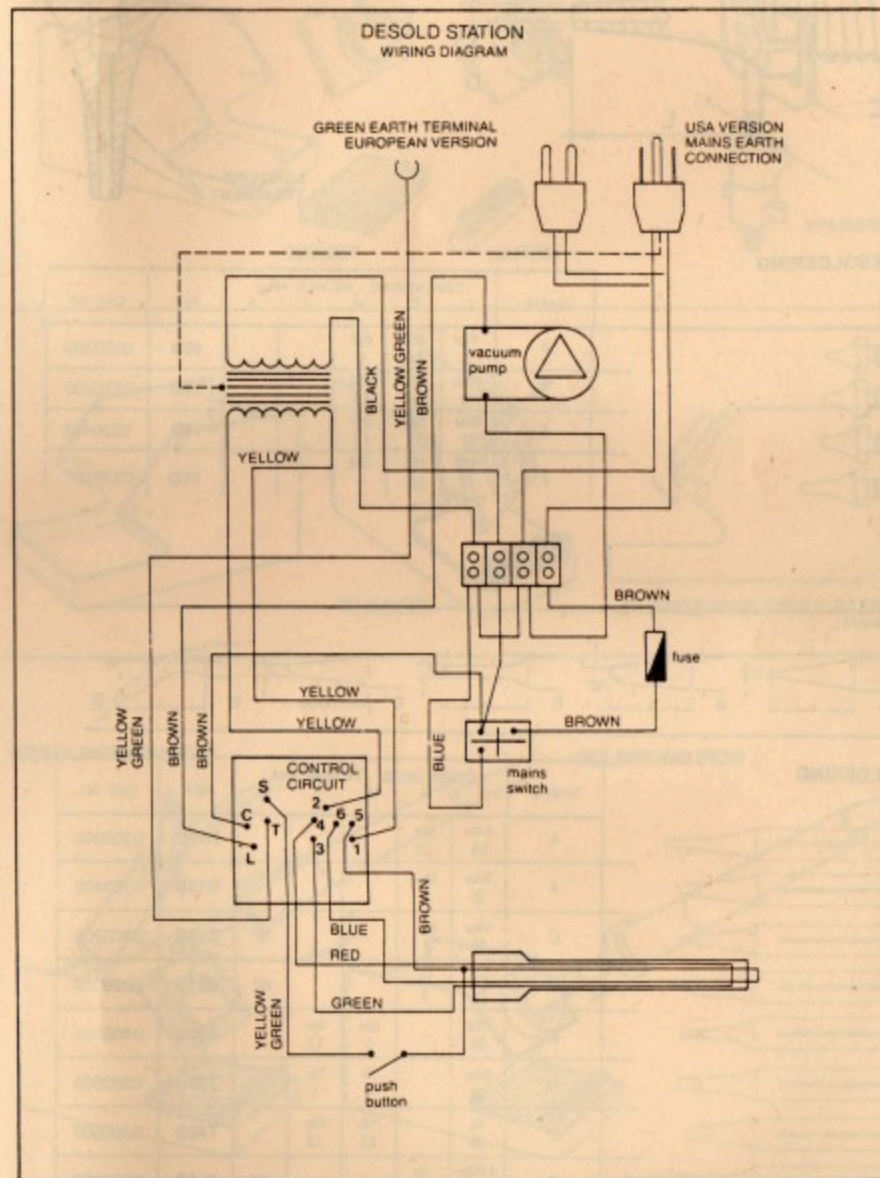 DESOLD STATION
WIRING DIAGRAM
GREEN EARTH TERMINAL
EUROPEAN VERSION
USA VERSION
MAINS EARTH
CONNECTION
vacuum
pump
BLACK
YELLOW GREEN
BROWN
YELLOW
BROWN
fuse
YELLOW
YELLOW
BROWN
YELLOW
GREEN
BROWN
BROWN
BLUE
mains
switch
CONTROL
CIRCUIT
S
2
C
T
4
6
5
L
3
1
BROWN
BLUE
RED
GREEN
YELLOW
GREEN
push
button